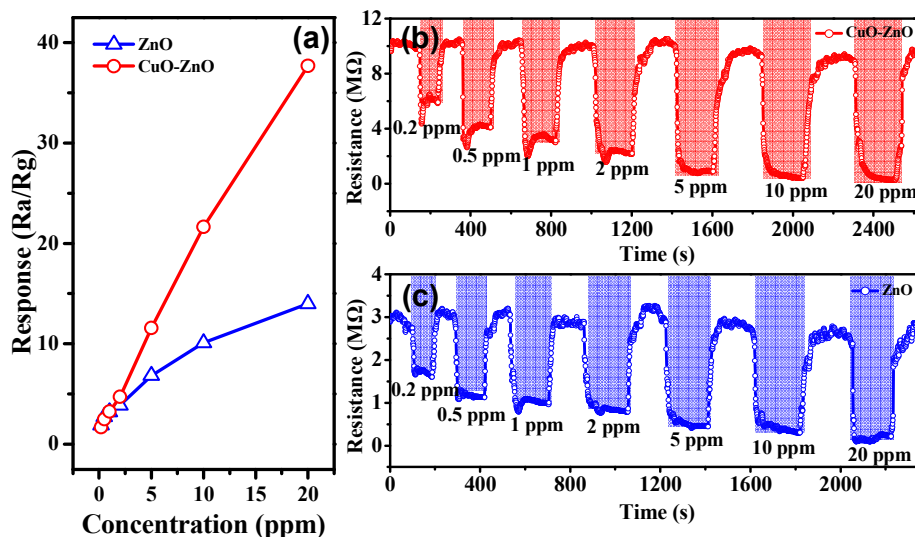 (a)
ZnO
CuO-ZnO
Response (Ra/Rg)
40
30
20
10
0
0 5 10 15 20
Concentration (ppm)
(b)
CuO-ZnO
Resistance (MΩ)
12
8
4
0
0.2 ppm
0.5 ppm
1 ppm
2 ppm
5 ppm
10 ppm
20 ppm
0 400 800 1200 1600 2000 2400
Time (s)
(c)
ZnO
Resistance (MΩ)
4
3
2
1
0
0.2 ppm
0.5 ppm
1 ppm
2 ppm
5 ppm
10 ppm
20 ppm
0 400 800 1200 1600 2000
Time (s)